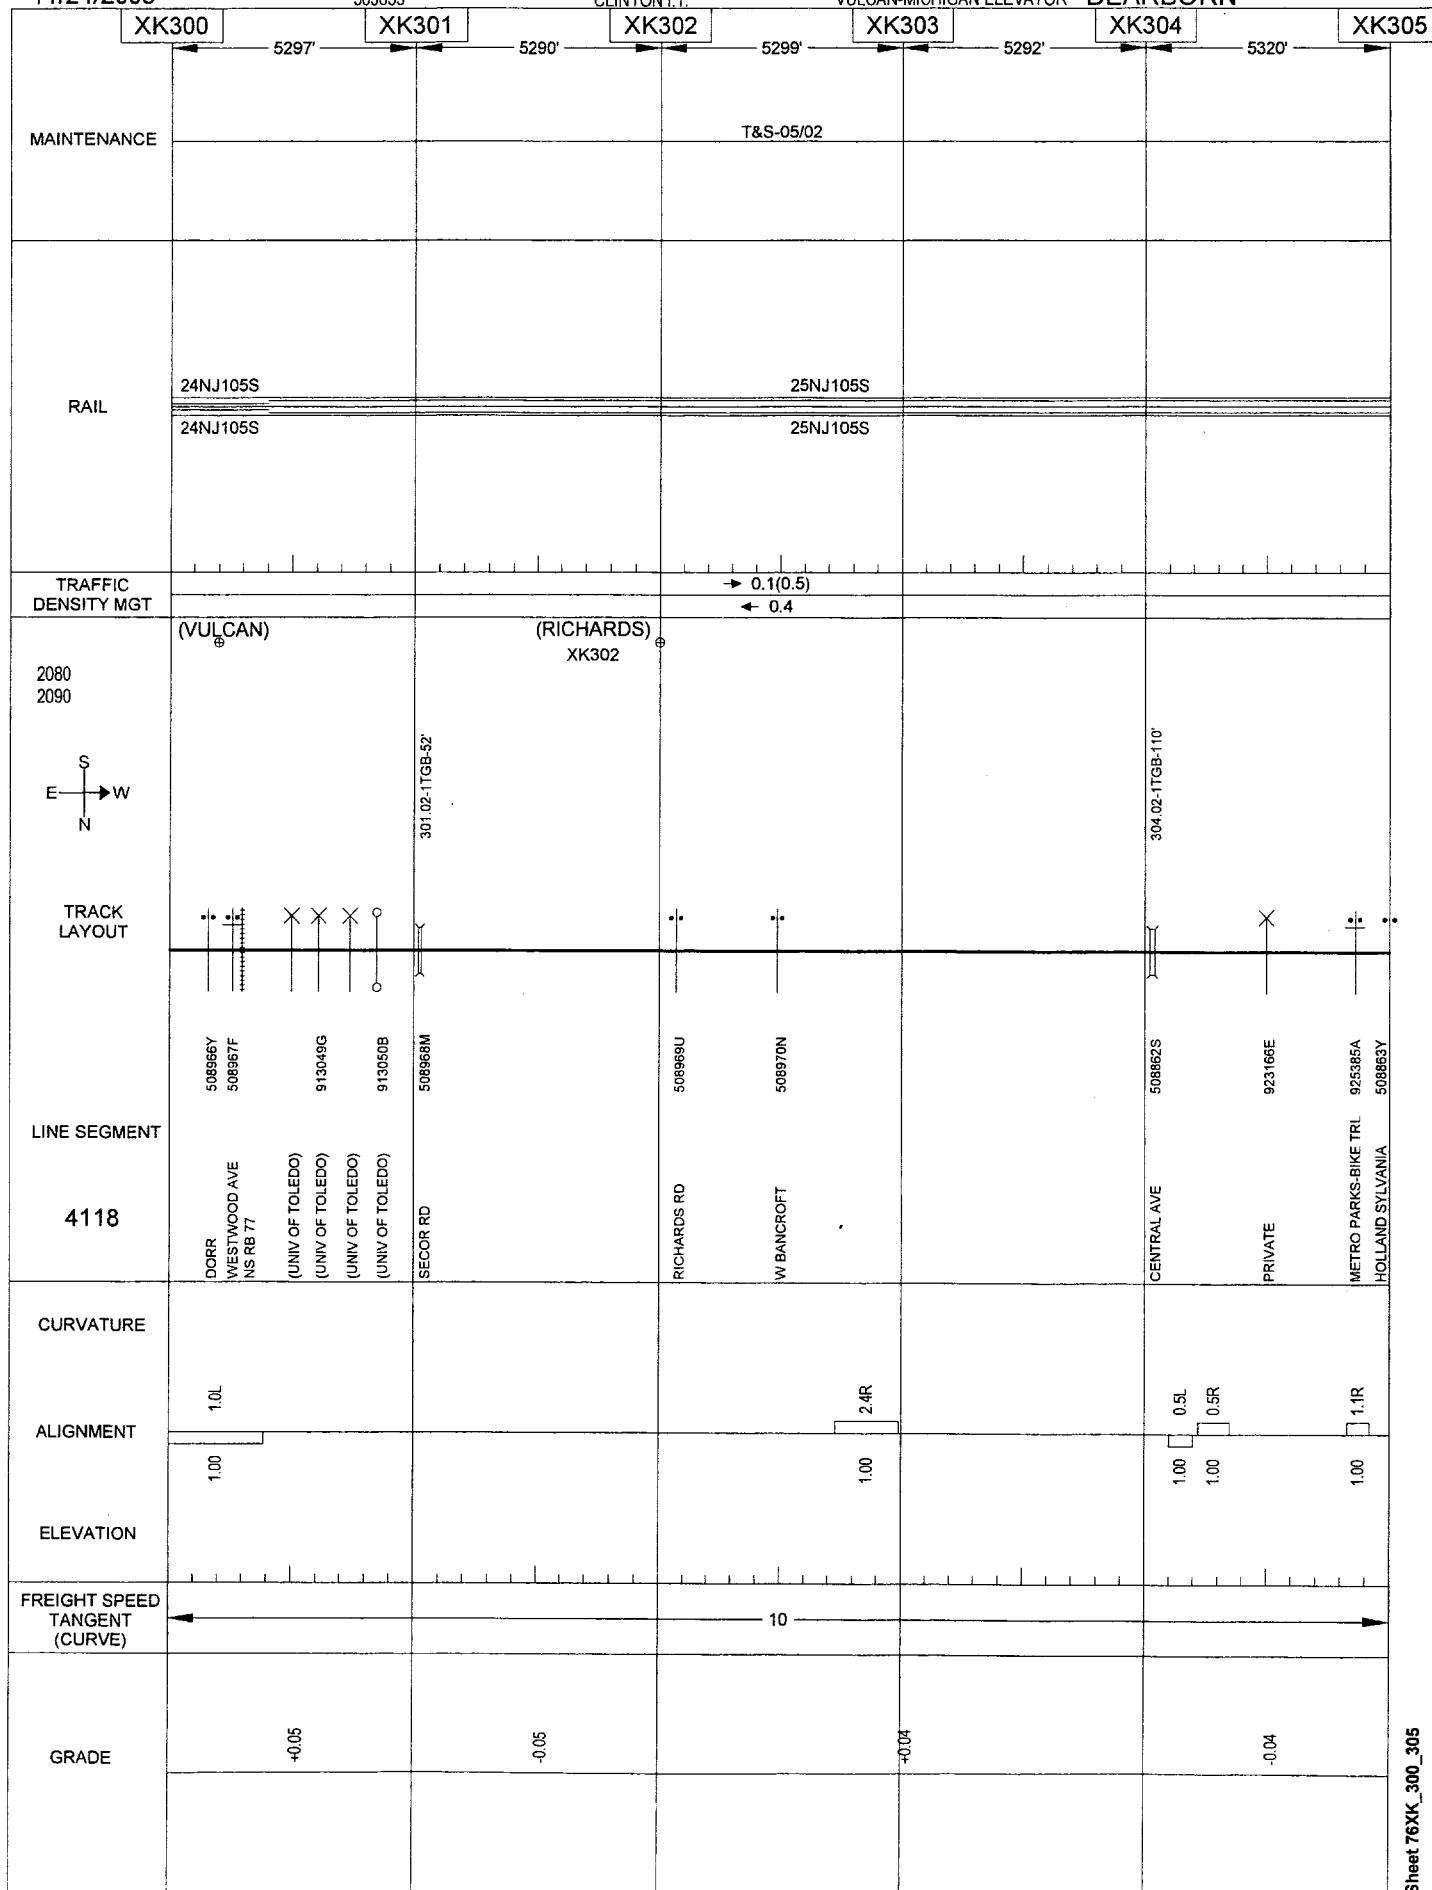 CLINTON I.T.
VULCAN-MICHIGAN ELEVATOR
DEARBORN
XK300
XK301
XK302
XK303
XK304
XK305
5297'
5290'
5299'
5292'
5320'
MAINTENANCE
T&S-05/02
RAIL
24NJ105S
25NJ105S
24NJ105S
25NJ105S
TRAFFIC
DENSITY MGT
→ 0.1(0.5)
← 0.4
(VULCAN)
(RICHARDS)
XK302
2080
2090
S
E
W
N
301.02-1TGB-52'
304.02-1TGB-110'
TRACK
LAYOUT
508966Y
508967F
913049G
913050B
508968M
508969U
508970N
508862S
923166E
925385A
508863Y
LINE SEGMENT
4118
DORR
WESTWOOD AVE
NS RB 77
(UNIV OF TOLEDO)
(UNIV OF TOLEDO)
(UNIV OF TOLEDO)
(UNIV OF TOLEDO)
SECOR RD
RICHARDS RD
W BANCROFT
CENTRAL AVE
PRIVATE
METRO PARKS-BIKE TRL
HOLLAND SYLVANIA
CURVATURE
1.0L
2.4R
0.5L
0.5R
1.1R
ALIGNMENT
1.00
1.00
1.00
1.00
1.00
ELEVATION
FREIGHT SPEED
TANGENT
(CURVE)
10
GRADE
+0.05
-0.05
+0.04
-0.04
Sheet 76XK_300_305